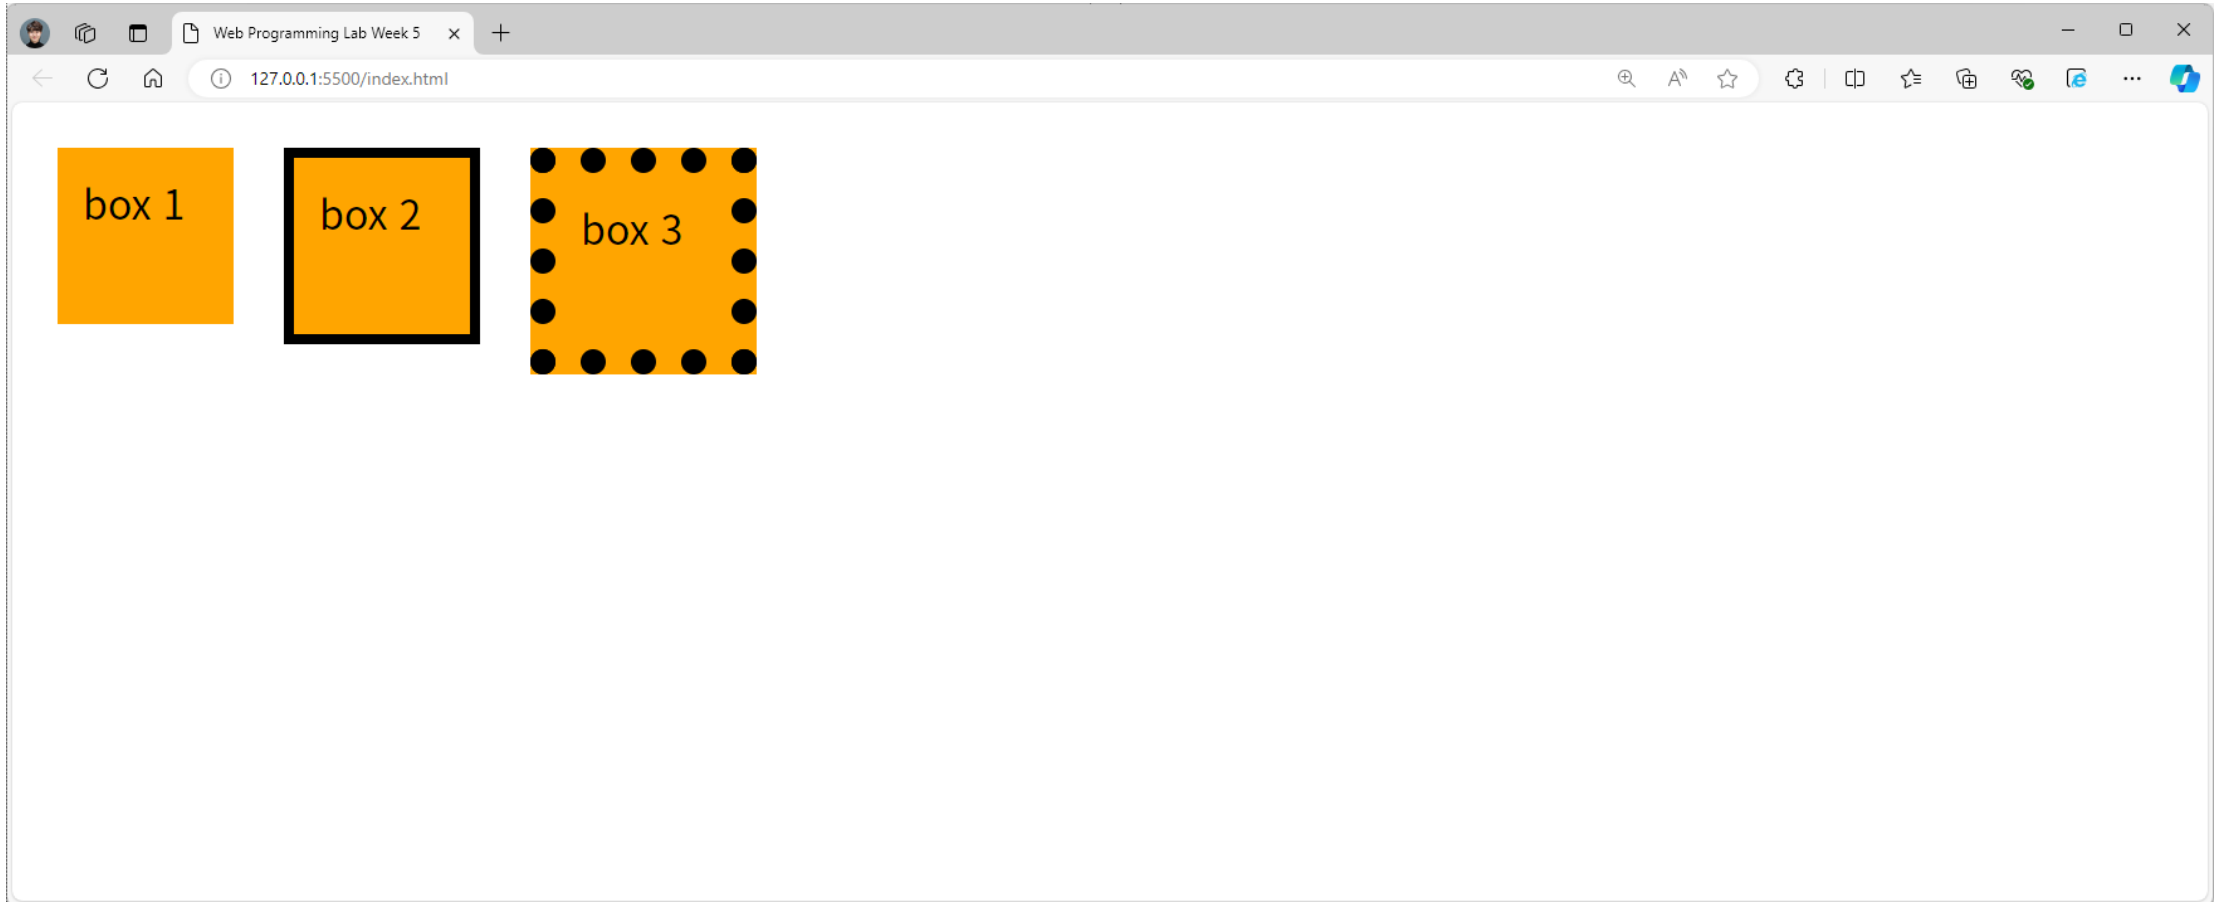 Web Programming Lab Week 5
127.0.0.1:5500/index.html
box 1
box 2
box 3